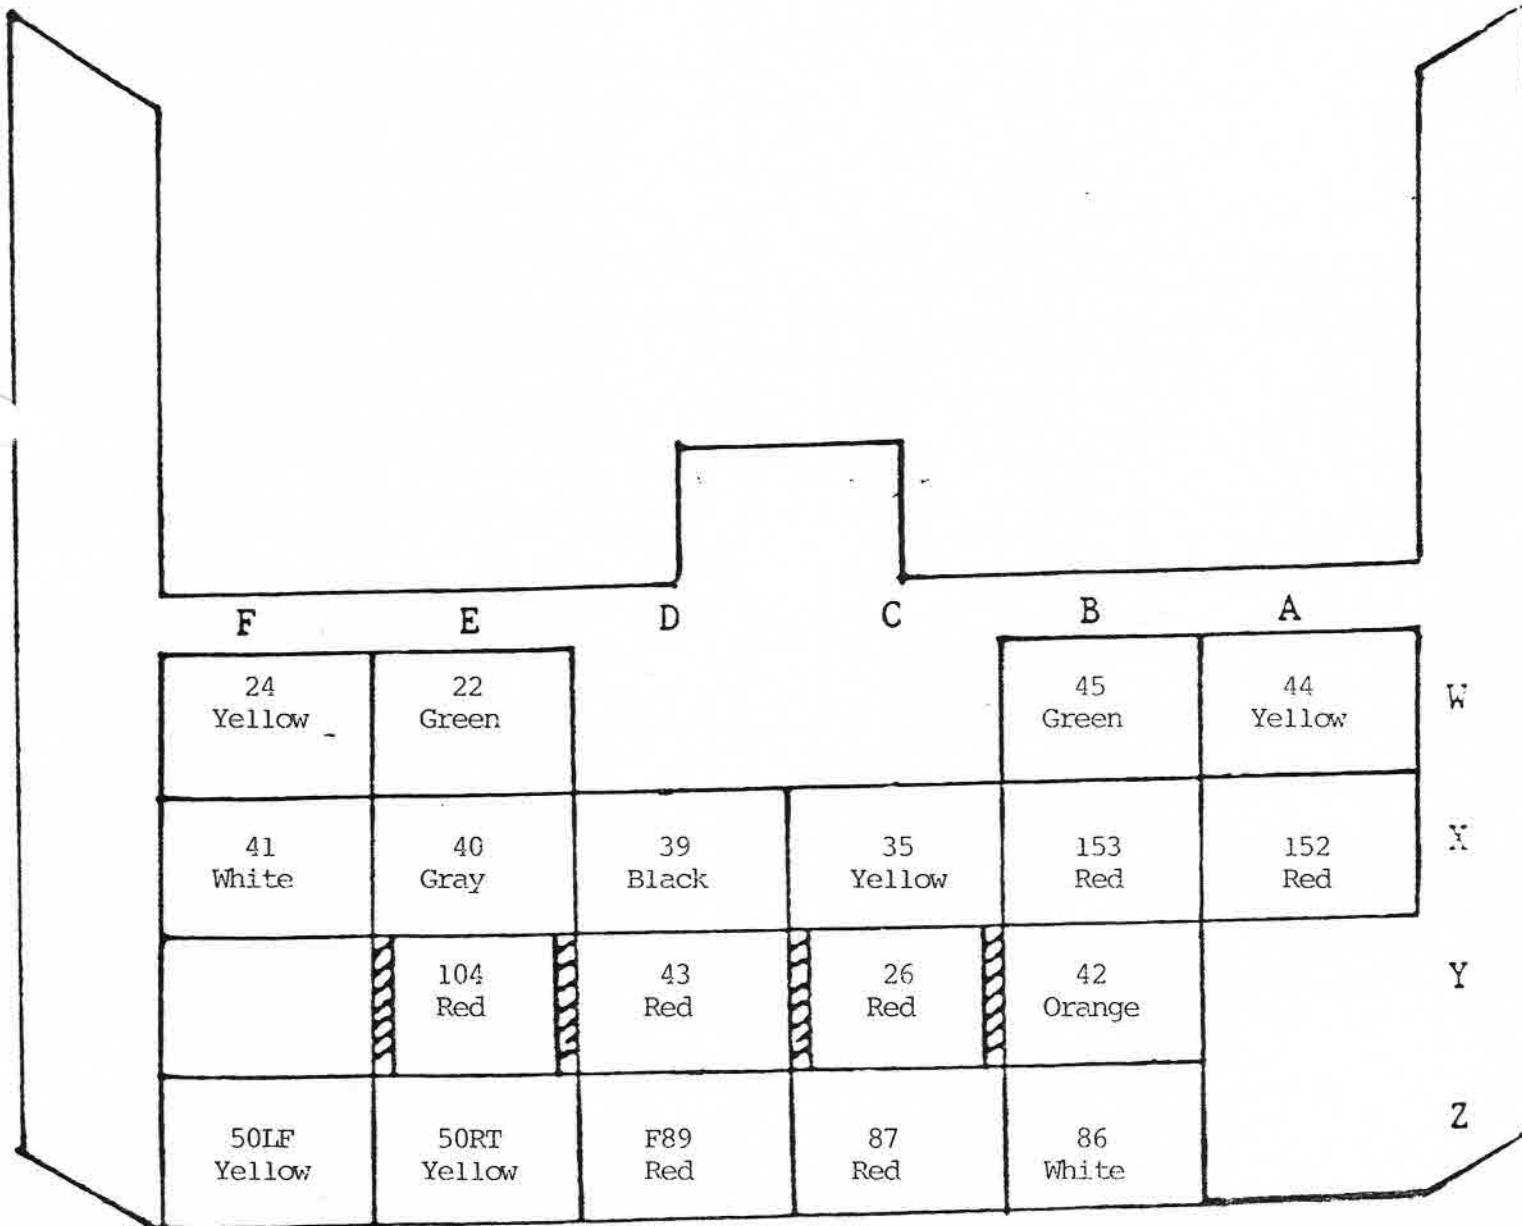 F E D C B A
24 22 45 44 W
Yellow Green Green Yellow
41 40 39 35 153 152 X
White Gray Black Yellow Red Red
104 43 26 42 Y
Red Red Red Orange
50LF 50RT F89 87 86 Z
Yellow Yellow Red Red White